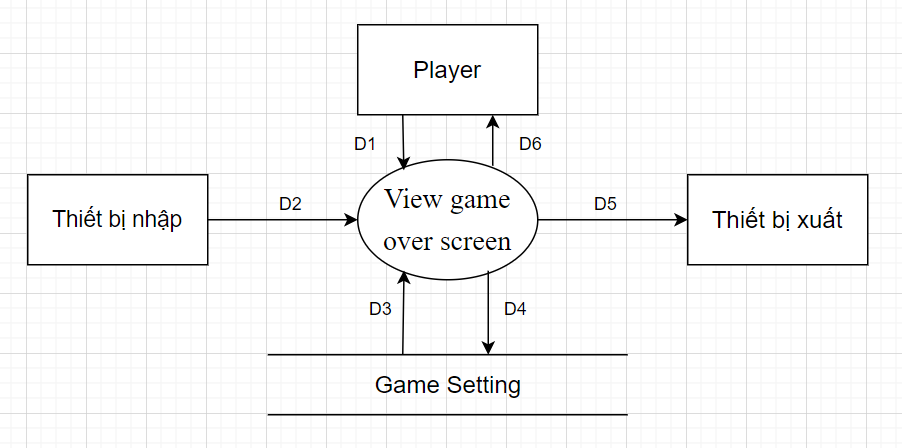 Player
D1
D6
Thiết bị nhập
D2
View game
over screen
D5
Thiết bị xuất
D3
D4
Game Setting